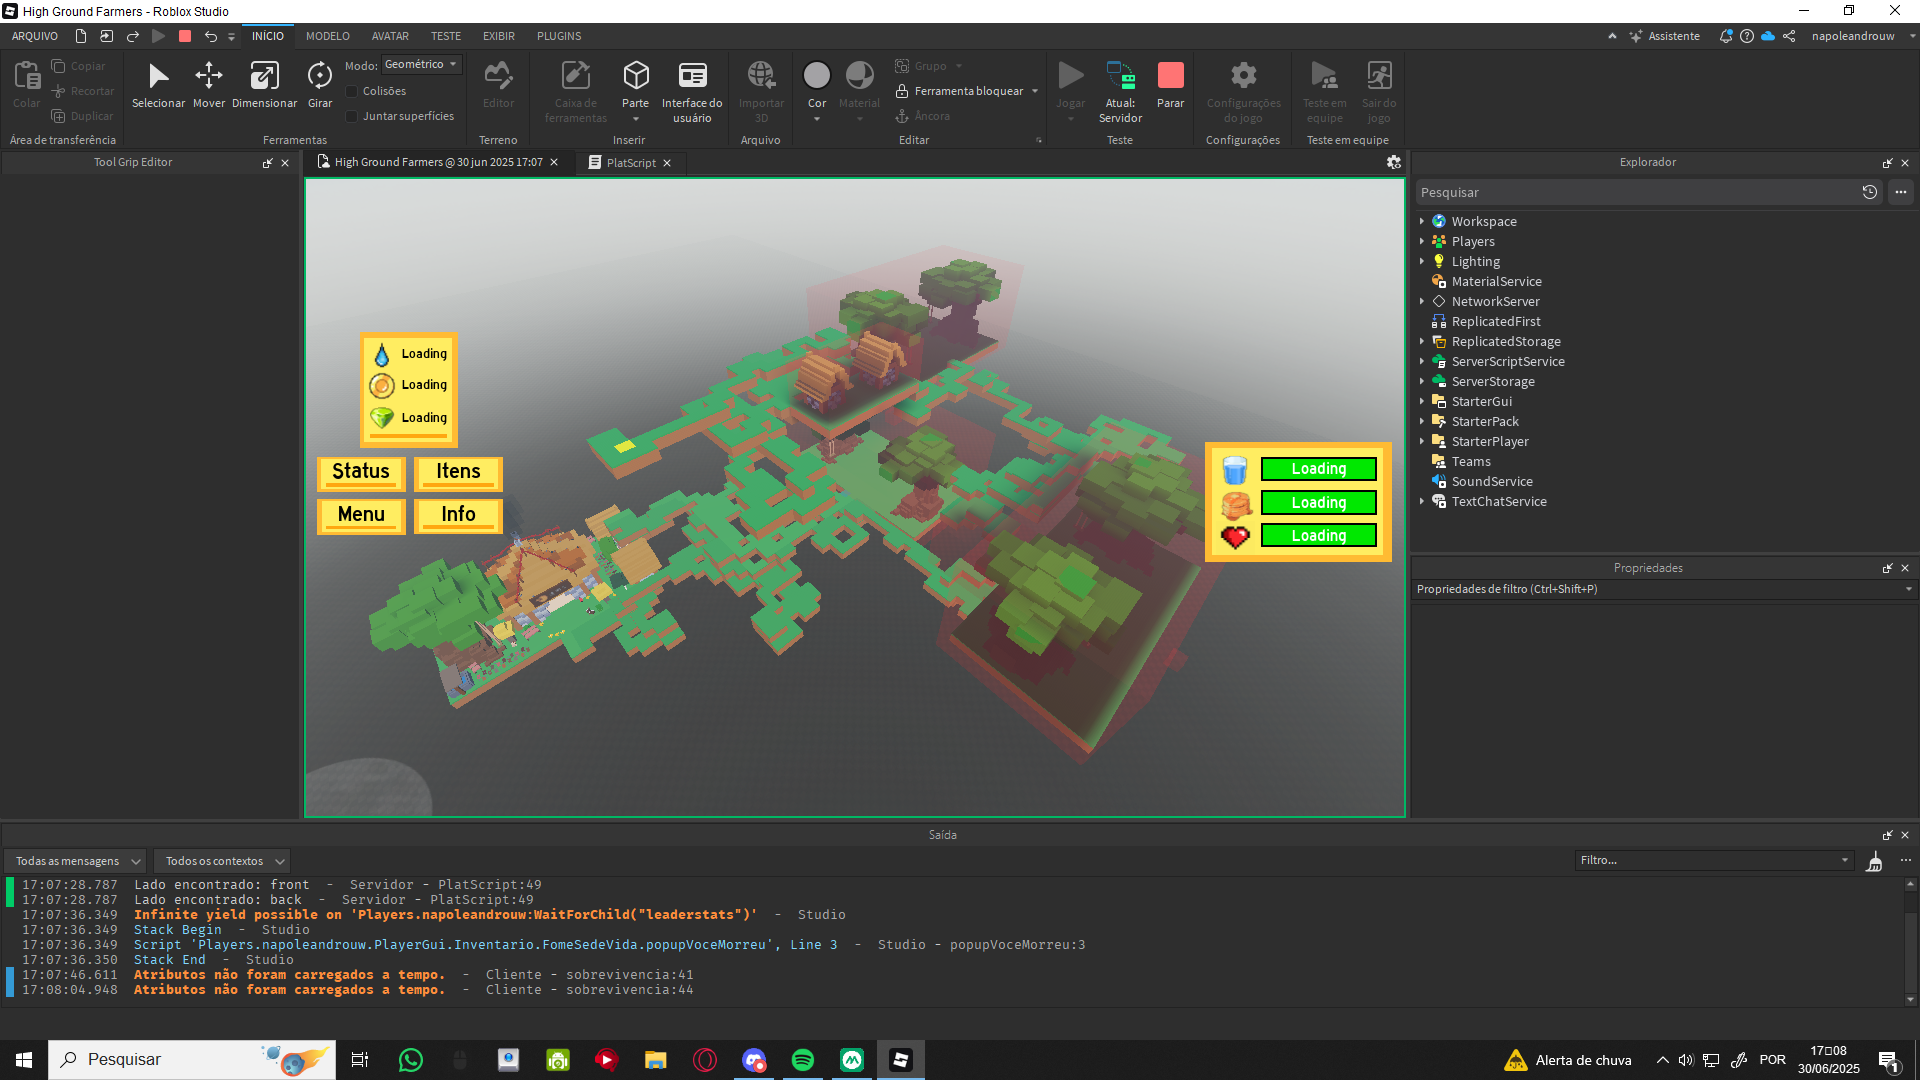 High Ground Farmers - Roblox Studio
ARQUIVO
INÍCIO
MODELO
AVATAR
TESTE
EXIBIR
PLUGINS
Assistente
napoleandrouw
Colar
Copiar
Recortar
Duplicar
Área de transferência
Selecionar
Mover
Dimensionar
Girar
Modo:
Geométrico
Colisões
Juntar superfícies
Ferramentas
Editor
Terreno
Caixa de
ferramentas
Parte
Interface do
usuário
Inserir
Importar
3D
Arquivo
Cor
Material
Grupo
Ferramenta bloquear
Âncora
Editar
Jogar
Atual:
Servidor
Parar
Teste
Configurações
do jogo
Configurações
Teste em
equipe
Sair do
jogo
Teste em equipe
Tool Grip Editor
High Ground Farmers @ 30 jun 2025 17:07
PlatScript
Explorador
Pesquisar
Workspace
Players
Lighting
MaterialService
NetworkServer
ReplicatedFirst
ReplicatedStorage
ServerScriptService
ServerStorage
StarterGui
StarterPack
StarterPlayer
Teams
SoundService
TextChatService
Propriedades
Propriedades de filtro (Ctrl+Shift+P)
Loading
Loading
Loading
Status
Itens
Menu
Info
Loading
Loading
Loading
Saída
Todas as mensagens
Todos os contextos
Filtro...
17:07:28.787 Lado encontrado: front - Servidor - PlatScript:49
17:07:28.787 Lado encontrado: back - Servidor - PlatScript:49
17:07:36.349 Infinite yield possible on 'Players.napoleandrouw:WaitForChild("leaderstats")' - Studio
17:07:36.349 Stack Begin - Studio
17:07:36.349 Script 'Players.napoleandrouw.PlayerGui.Inventario.FomeSedeVida.popupVoceMorreu', Line 3 - Studio - popupVoceMorreu:3
17:07:36.350 Stack End - Studio
17:07:46.611 Atributos não foram carregados a tempo. - Cliente - sobrevivencia:41
17:08:04.948 Atributos não foram carregados a tempo. - Cliente - sobrevivencia:44
Pesquisar
Alerta de chuva
POR
17▯08
30/06/2025
1